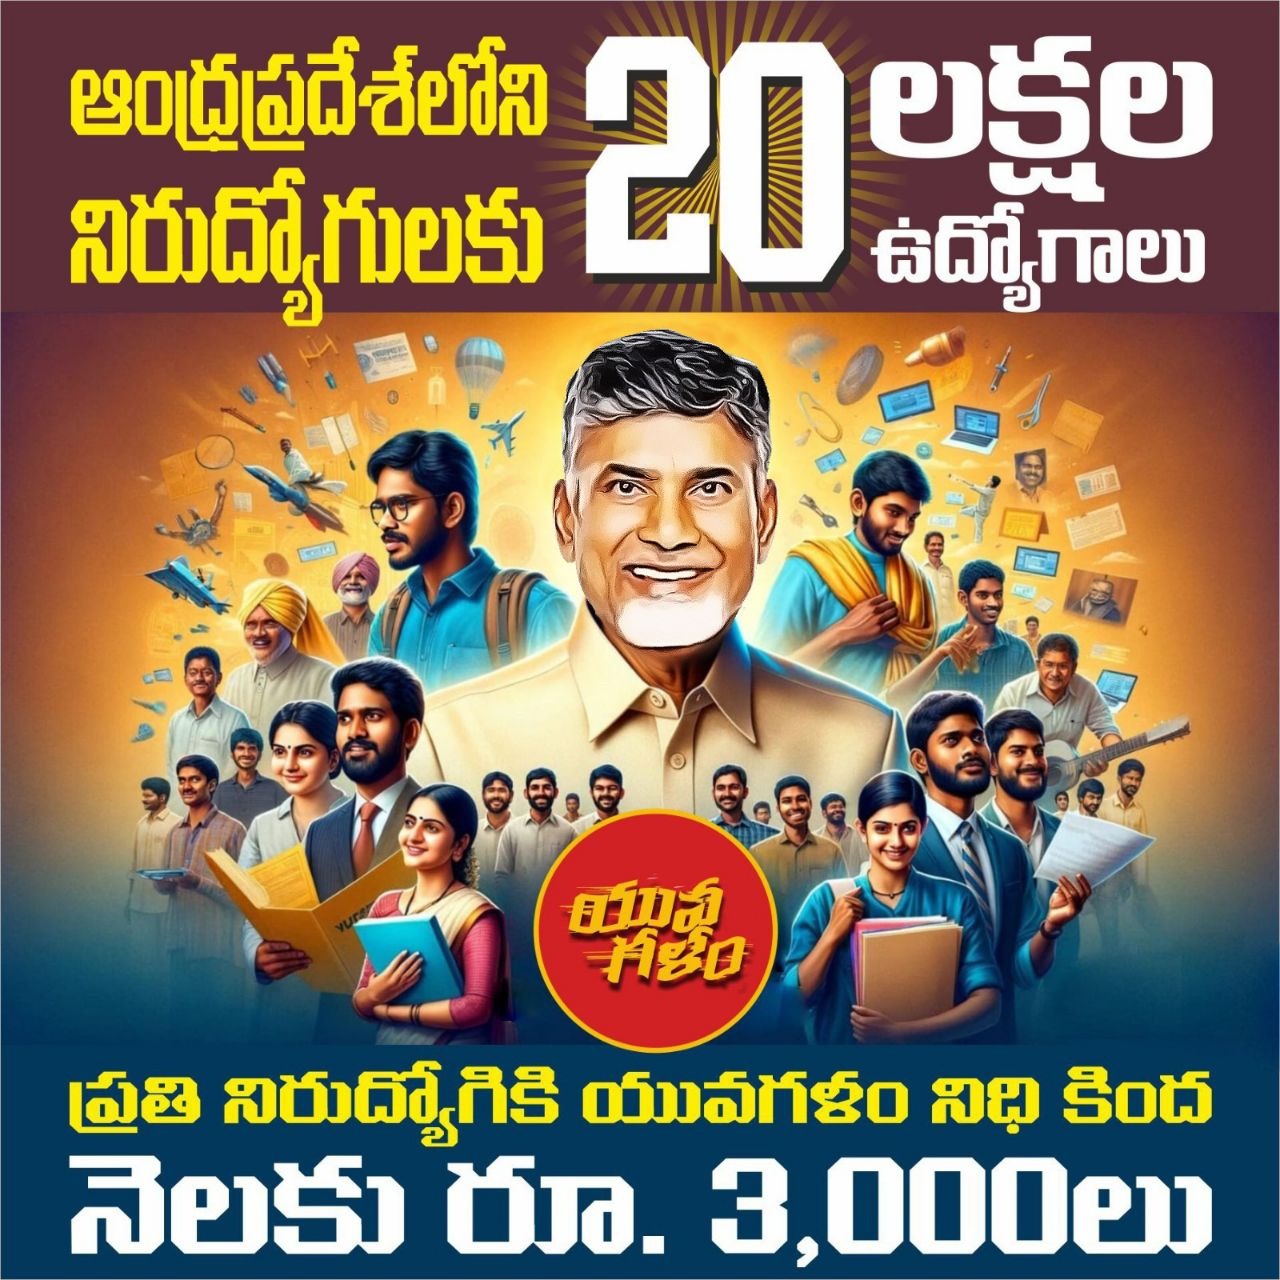 ఆంధ్రప్రదేశ్‌లోని
నిరుద్యోగులకు
20
లక్షల
ఉద్యోగాలు
యువ
గళం
ప్రతి నిరుద్యోగికి యువగళం నిధి కింద
నెలకు రూ. 3,000లు